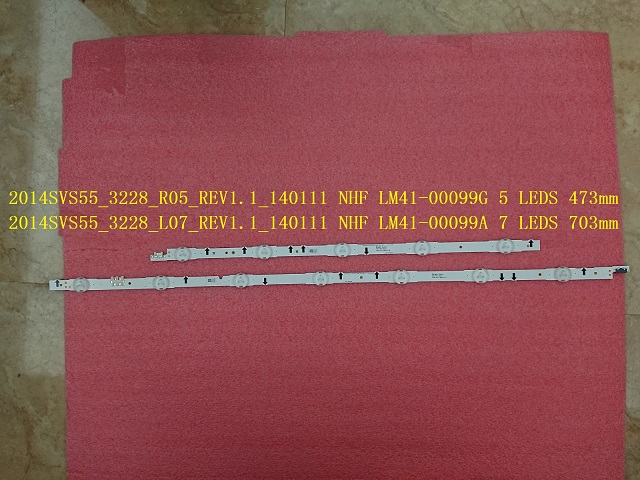 2014SVS55_3228_R05_REV1.1_140111 NHF LM41-00099G 5 LEDS 473mm
2014SVS55_3228_L07_REV1.1_140111 NHF LM41-00099A 7 LEDS 703mm